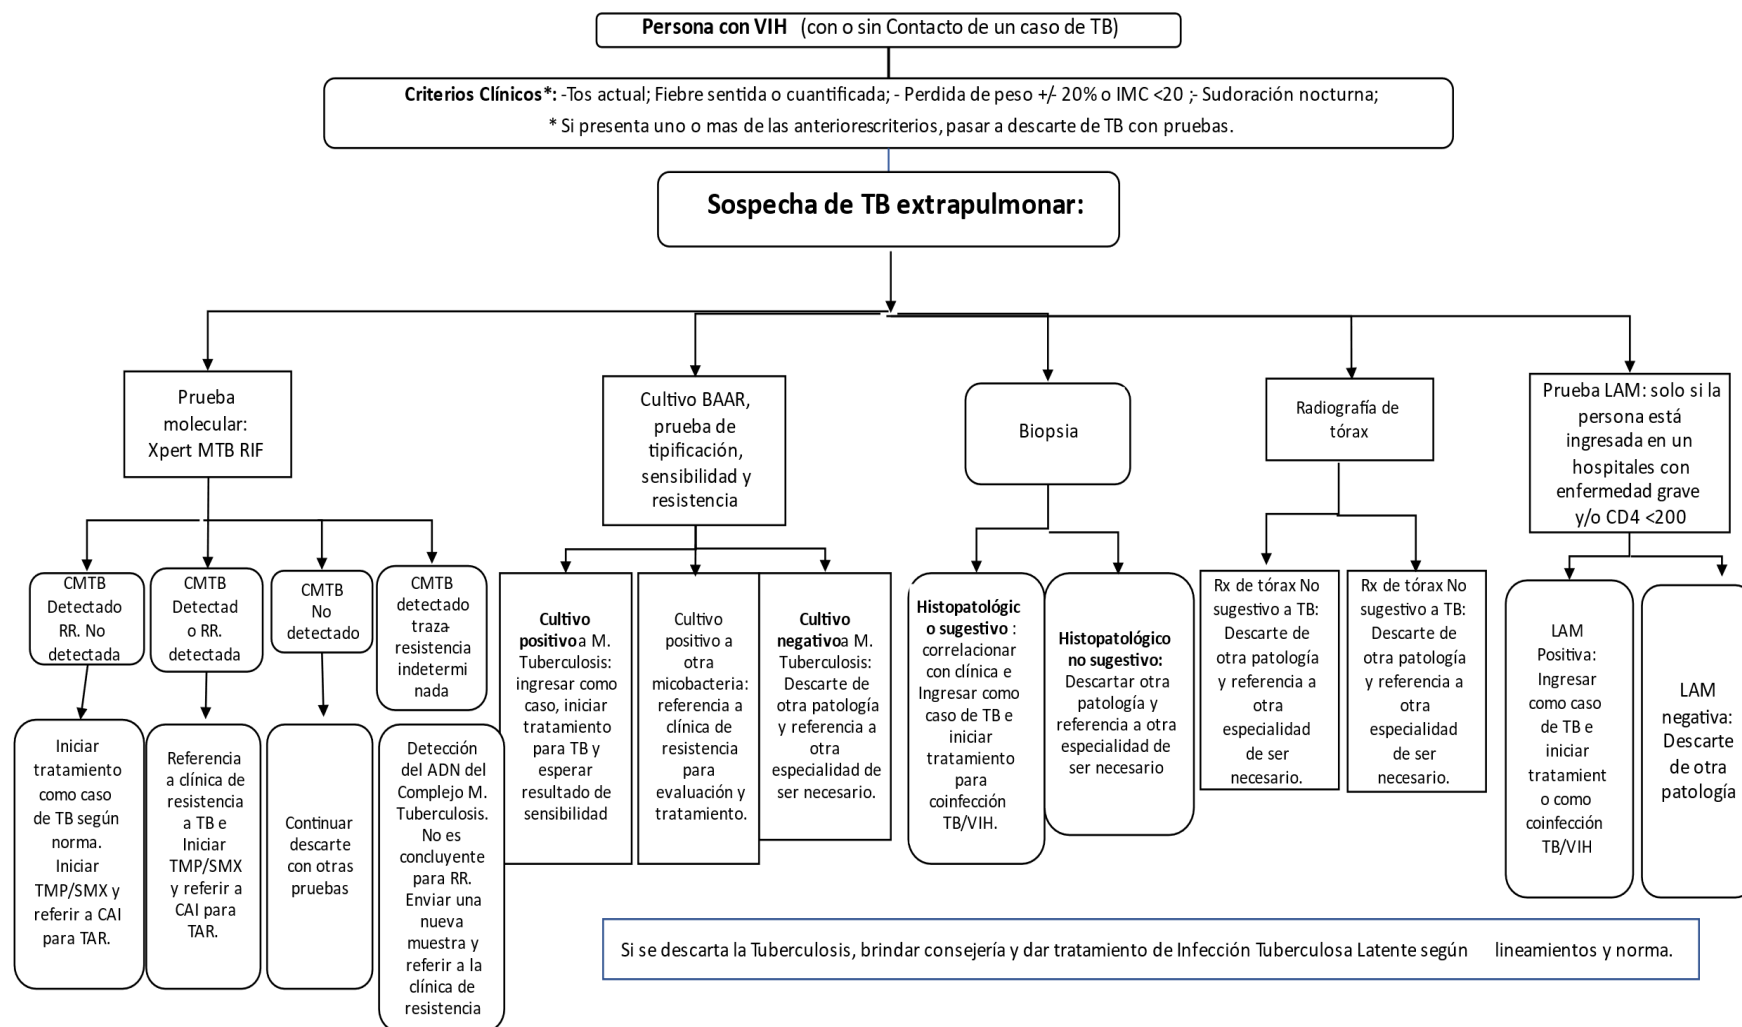 Persona con VIH (con o sin Contacto de un caso de TB)
Criterios Clínicos*: -Tos actual; Fiebre sentida o cuantificada; - Perdida de peso +/- 20% o IMC <20 ;- Sudoración nocturna;
* Si presenta uno o mas de las anteriorescriterios, pasar a descarte de TB con pruebas.
Sospecha de TB extrapulmonar:
Prueba
molecular:
Xpert MTB RIF
Cultivo BAAR,
prueba de
tipificación,
sensibilidad y
resistencia
Biopsia
Radiografía de
tórax
Prueba LAM: solo si la
persona está
ingresada en un
hospitales con
enfermedad grave
y/o CD4 <200
CMTB
Detectado
RR. No
detectada
CMTB
Detectad
o RR.
detectada
CMTB
No
detectado
CMTB
detectado
traza-
resistencia
indetermi
nada
Cultivo
positivo a M.
Tuberculosis:
ingresar como
caso, iniciar
tratamiento
para TB y
esperar
resultado de
sensibilidad
Cultivo
positivo a
otra
micobacteria:
referencia a
clínica de
resistencia
para
evaluación y
tratamiento.
Cultivo
negativo a M.
Tuberculosis:
Descarte de
otra patología
y referencia a
otra
especialidad de
ser necesario.
Histopatológic
o sugestivo :
correlacionar
con clínica e
Ingresar como
caso de TB e
iniciar
tratamiento
para
coinfección
TB/VIH.
Histopatológico
no sugestivo:
Descartar otra
patología y
referencia a otra
especialidad de
ser necesario
Rx de tórax No
sugestivo a TB:
Descarte de
otra patología
y referencia a
otra
especialidad
de ser
necesario.
Rx de tórax No
sugestivo a TB:
Descarte de
otra patología
y referencia a
otra
especialidad
de ser
necesario.
LAM
Positiva:
Ingresar
como caso
de TB e
iniciar
tratamient
o como
coinfección
TB/VIH
LAM
negativa:
Descarte
de otra
patología
Iniciar
tratamiento
como caso
de TB según
norma.
Iniciar
TMP/SMX y
referir a CAI
para TAR.
Referencia
a clínica de
resistencia
a TB e
Iniciar
TMP/SMX
y referir a
CAI para
TAR.
Continuar
descarte
con otras
pruebas
Detección
del ADN del
Complejo M.
Tuberculosis.
No es
concluyente
para RR.
Enviar una
nueva
muestra y
referir a la
clínica de
resistencia
Si se descarta la Tuberculosis, brindar consejería y dar tratamiento de Infección Tuberculosa Latente según lineamientos y norma.